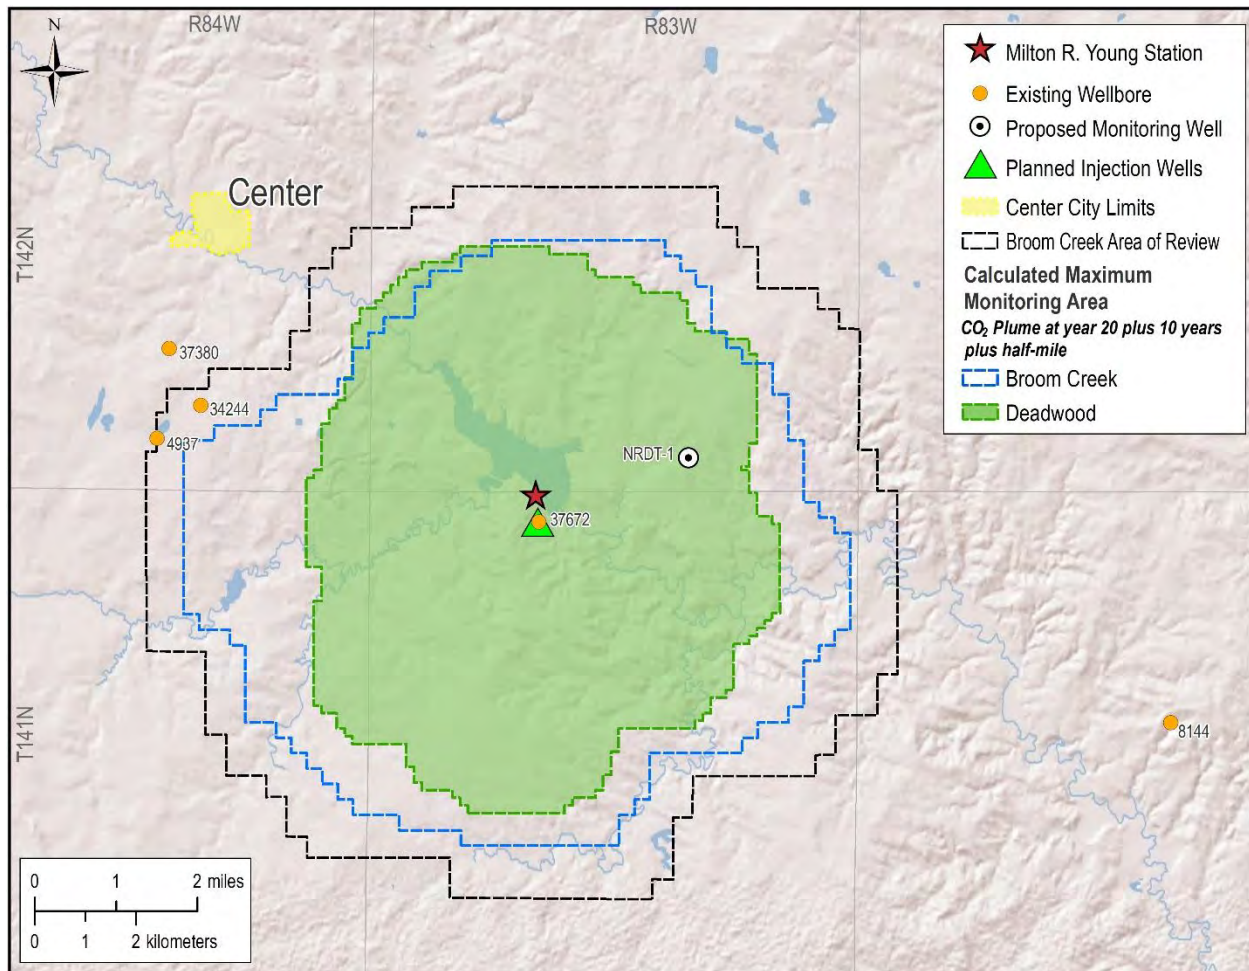 R84W
R83W
N
Milton R. Young Station
Existing Wellbore
Proposed Monitoring Well
Planned Injection Wells
Center City Limits
Broom Creek Area of Review
Calculated Maximum
Monitoring Area
CO₂ Plume at year 20 plus 10 years
plus half-mile
Broom Creek
Deadwood
Center
T142N
37380
34244
4937
NRDT-1
37672
T141N
8144
0 1 2 miles
0 1 2 kilometers